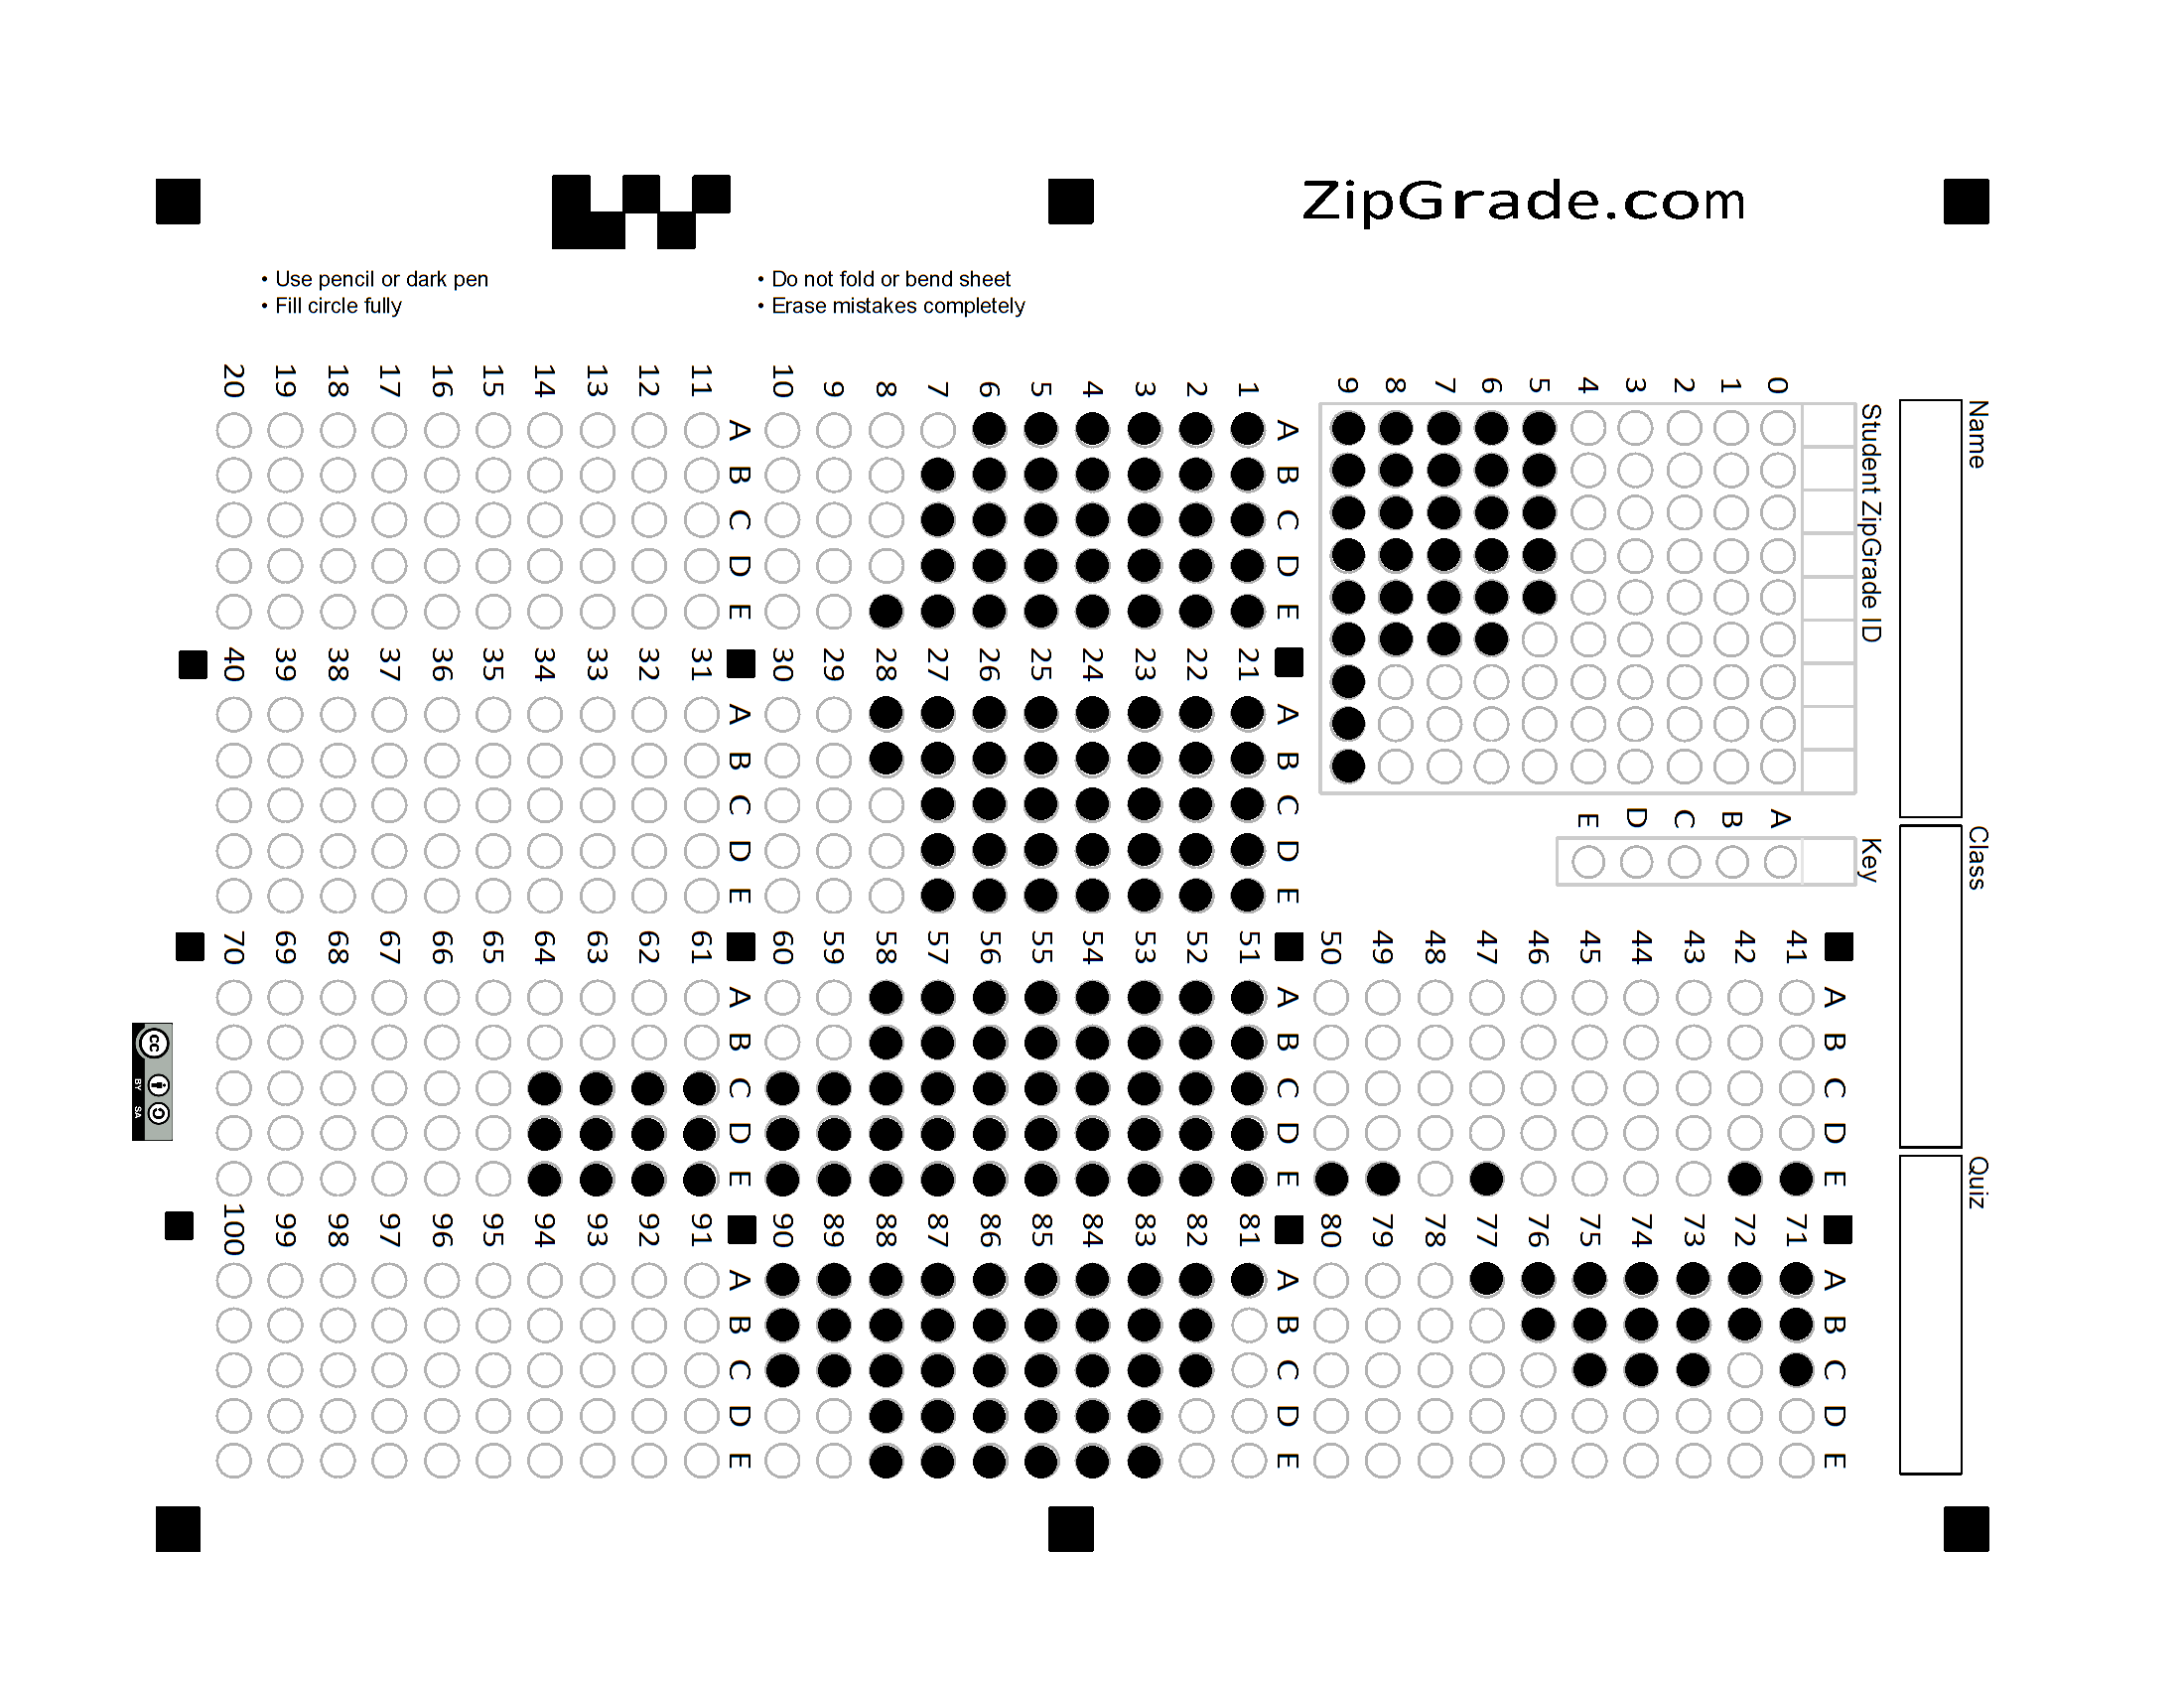 ZipGrade.com
• Use pencil or dark pen
• Fill circle fully
• Do not fold or bend sheet
• Erase mistakes completely
Name
Class
Quiz
Student ZipGrade ID
0 1 2 3 4 5 6 7 8 9
Key
A B C D E
A B C D E
1 2 3 4 5 6 7 8 9 10
A B C D E
11 12 13 14 15 16 17 18 19 20
A B C D E
21 22 23 24 25 26 27 28 29 30
A B C D E
31 32 33 34 35 36 37 38 39 40
A B C D E
41 42 43 44 45 46 47 48 49 50
A B C D E
51 52 53 54 55 56 57 58 59 60
A B C D E
61 62 63 64 65 66 67 68 69 70
A B C D E
71 72 73 74 75 76 77 78 79 80
A B C D E
81 82 83 84 85 86 87 88 89 90
A B C D E
91 92 93 94 95 96 97 98 99 100
cc
BY SA